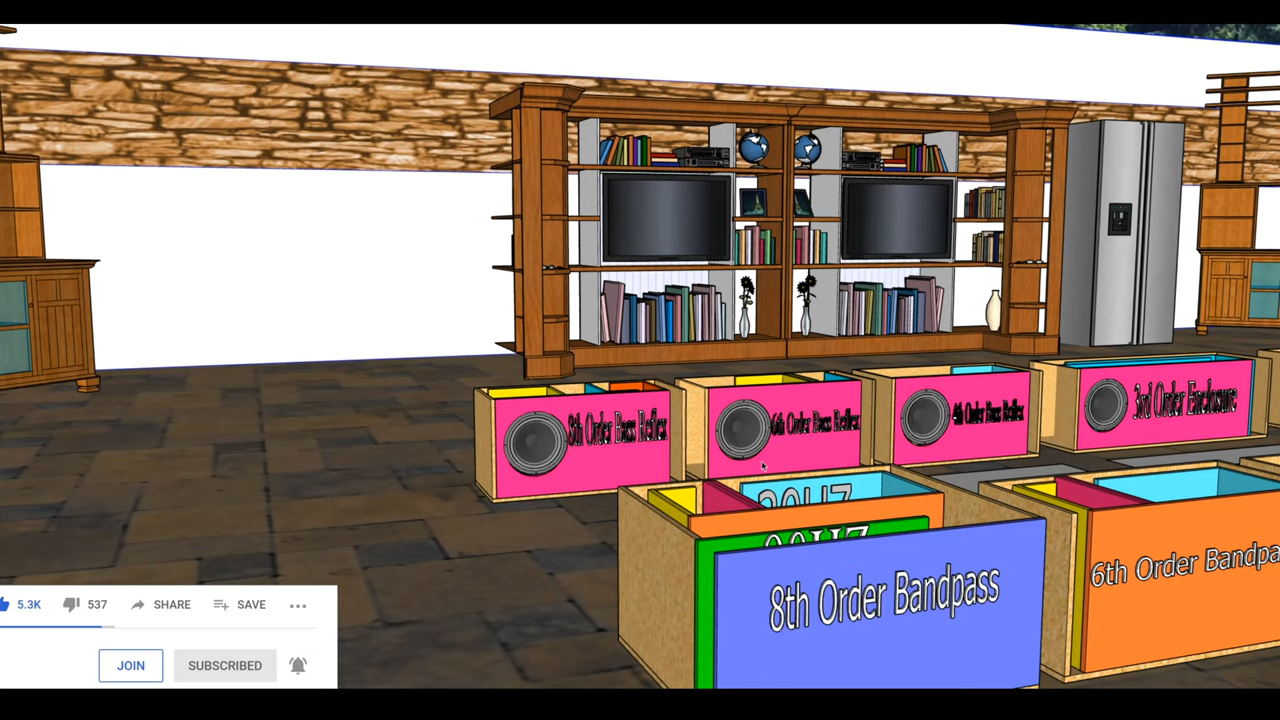 8th Order Bass Reflex
6th Order Bass Reflex
4th Order Bass Reflex
3rd Order Enclosure
8th Order Bandpass
6th Order Bandpa
5.3K
537
SHARE
SAVE
JOIN
SUBSCRIBED